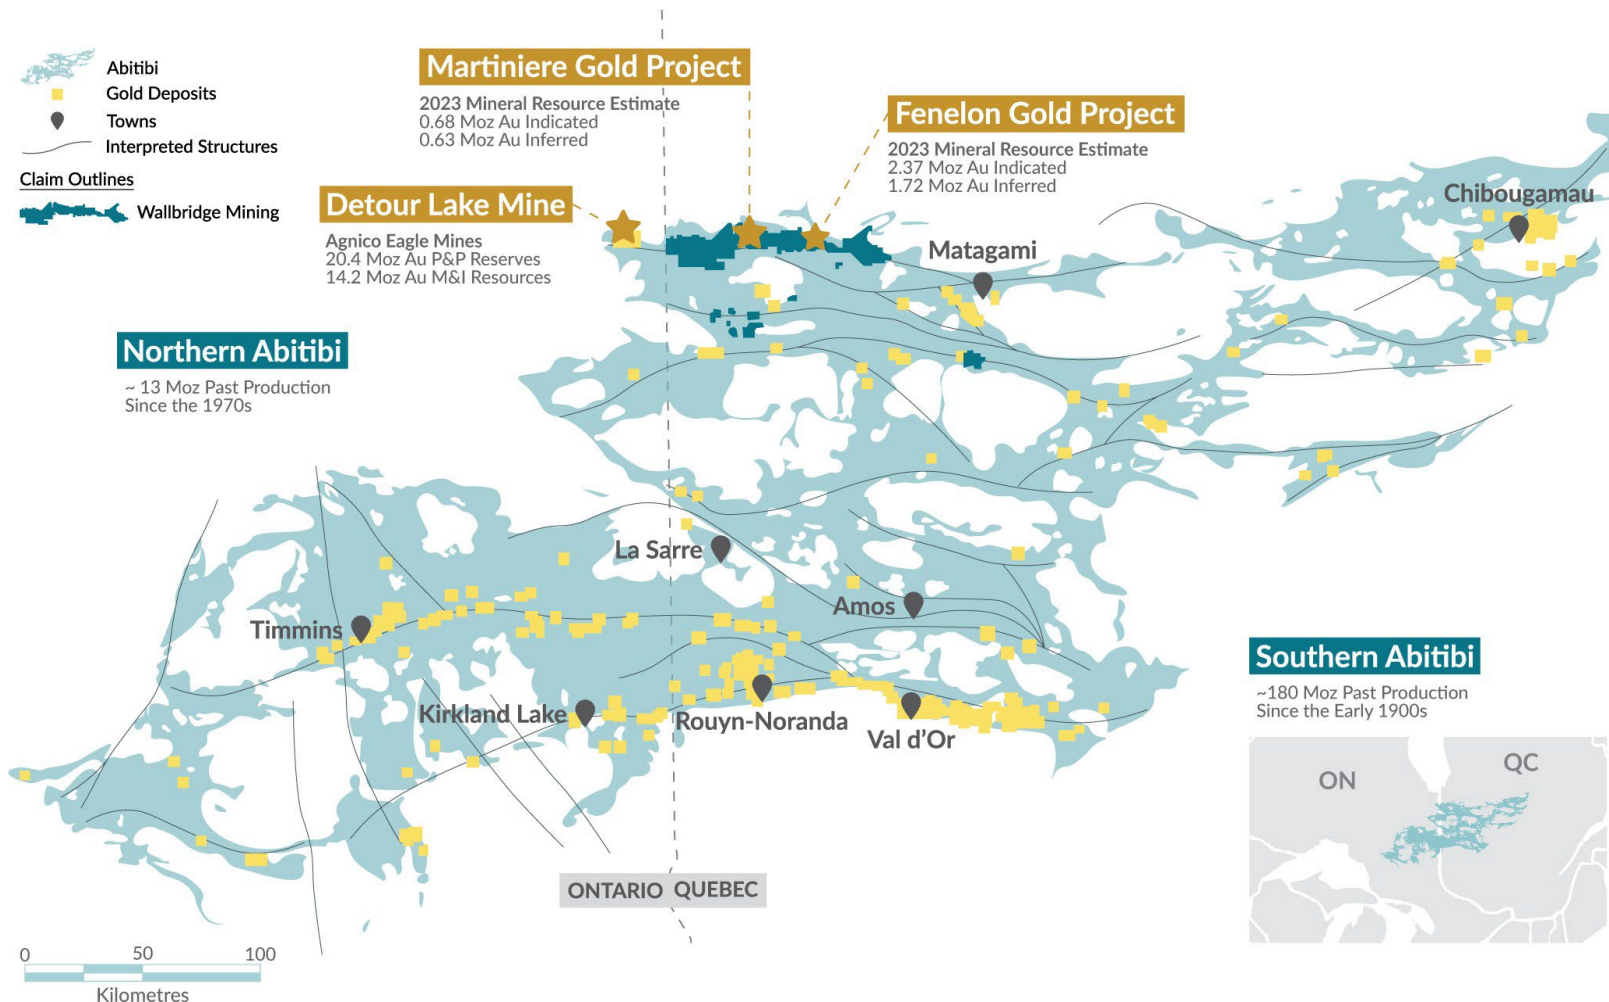 Abitibi
Gold Deposits
Towns
Interpreted Structures
Claim Outlines
Wallbridge Mining
Martiniere Gold Project
2023 Mineral Resource Estimate
0.68 Moz Au Indicated
0.63 Moz Au Inferred
Fenelon Gold Project
2023 Mineral Resource Estimate
2.37 Moz Au Indicated
1.72 Moz Au Inferred
Detour Lake Mine
Agnico Eagle Mines
20.4 Moz Au P&P Reserves
14.2 Moz Au M&I Resources
Chibougamau
Matagami
Northern Abitibi
~ 13 Moz Past Production
Since the 1970s
La Sarre
Amos
Timmins
Kirkland Lake
Rouyn-Noranda
Val d'Or
Southern Abitibi
~180 Moz Past Production
Since the Early 1900s
ON
QC
ONTARIO QUEBEC
0 50 100
Kilometres